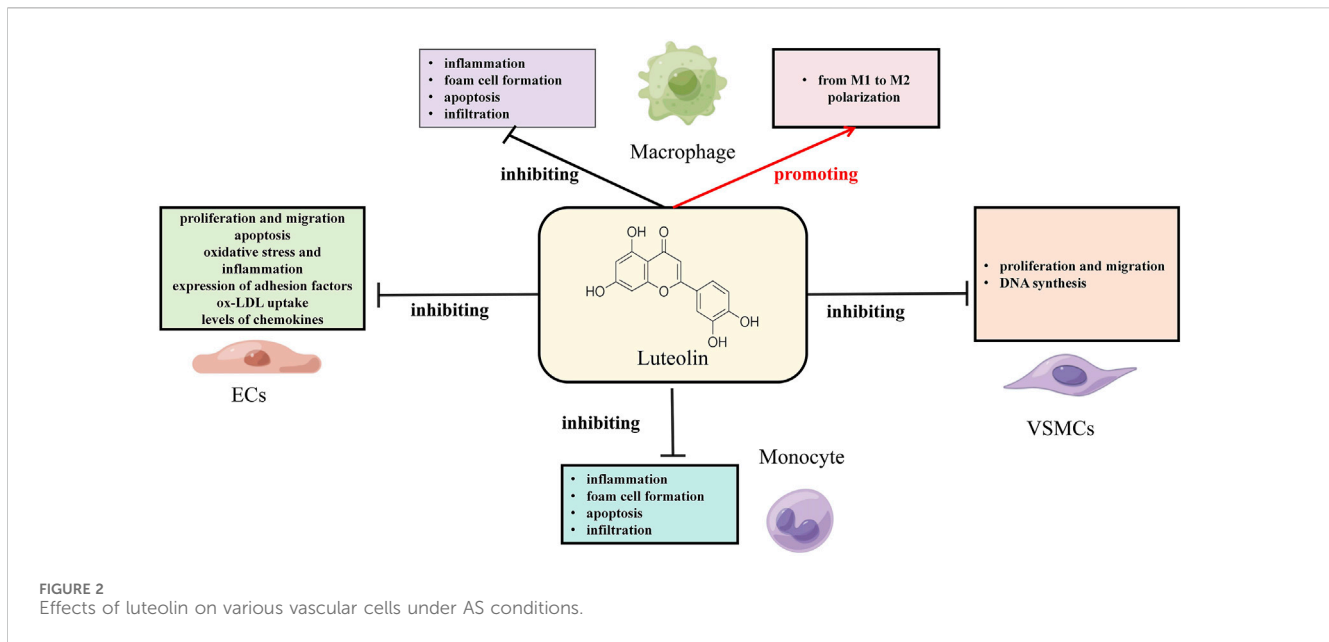 • inflammation
• foam cell formation
• apoptosis
• infiltration
• from M1 to M2
polarization
Macrophage
inhibiting
promoting
proliferation and migration
apoptosis
oxidative stress and
inflammation
expression of adhesion factors
ox-LDL uptake
levels of chemokines
inhibiting
ECs
OH
O
HO
O
OH
OH
Luteolin
inhibiting
• proliferation and migration
• DNA synthesis
VSMCs
inhibiting
Monocyte
• inflammation
• foam cell formation
• apoptosis
• infiltration
FIGURE 2
Effects of luteolin on various vascular cells under AS conditions.